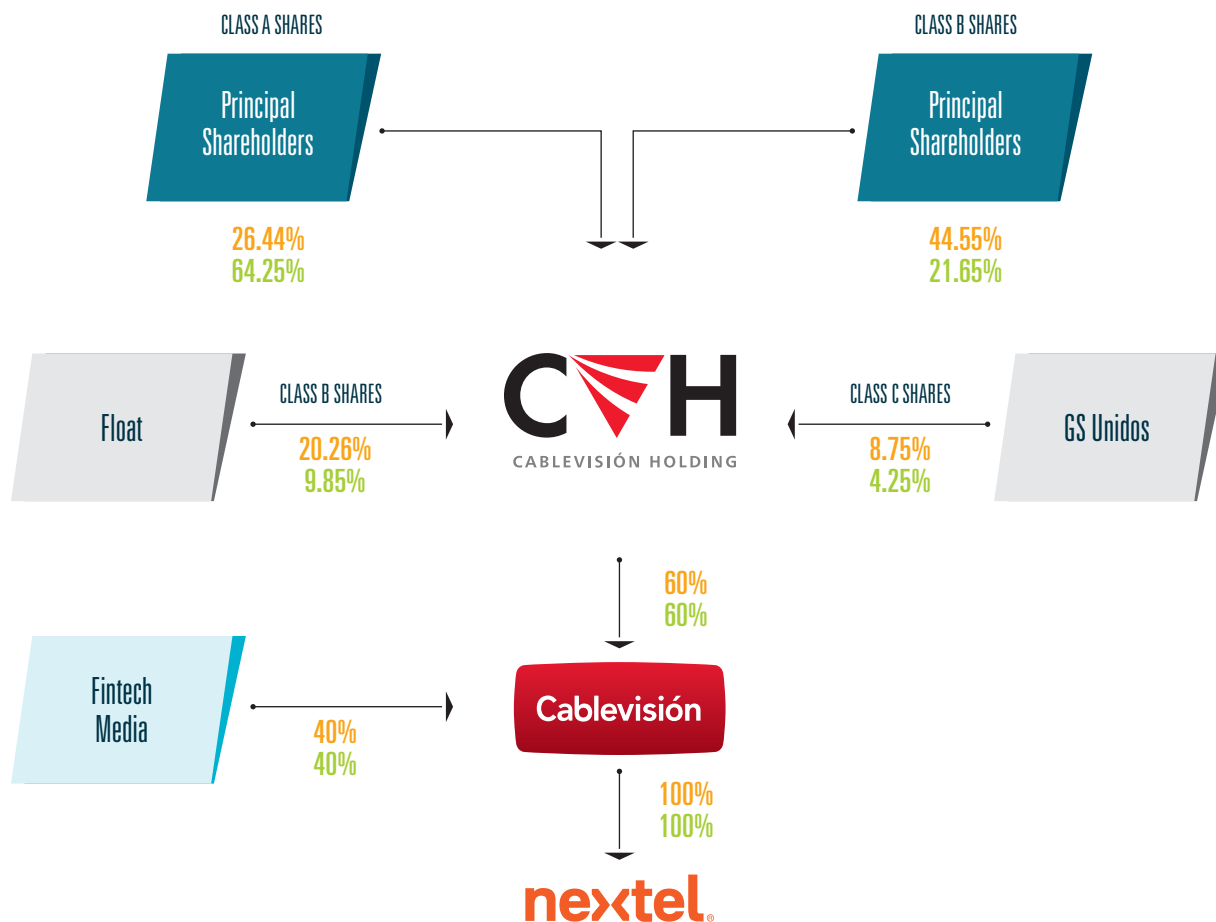 CLASS A SHARES
CLASS B SHARES
Principal
Shareholders
Principal
Shareholders
26.44%
64.25%
44.55%
21.65%
Float
CLASS B SHARES
20.26%
9.85%
CVH
CABLEVISIÓN HOLDING
CLASS C SHARES
8.75%
4.25%
GS Unidos
60%
60%
Fintech
Media
40%
40%
Cablevisión
100%
100%
nextel®